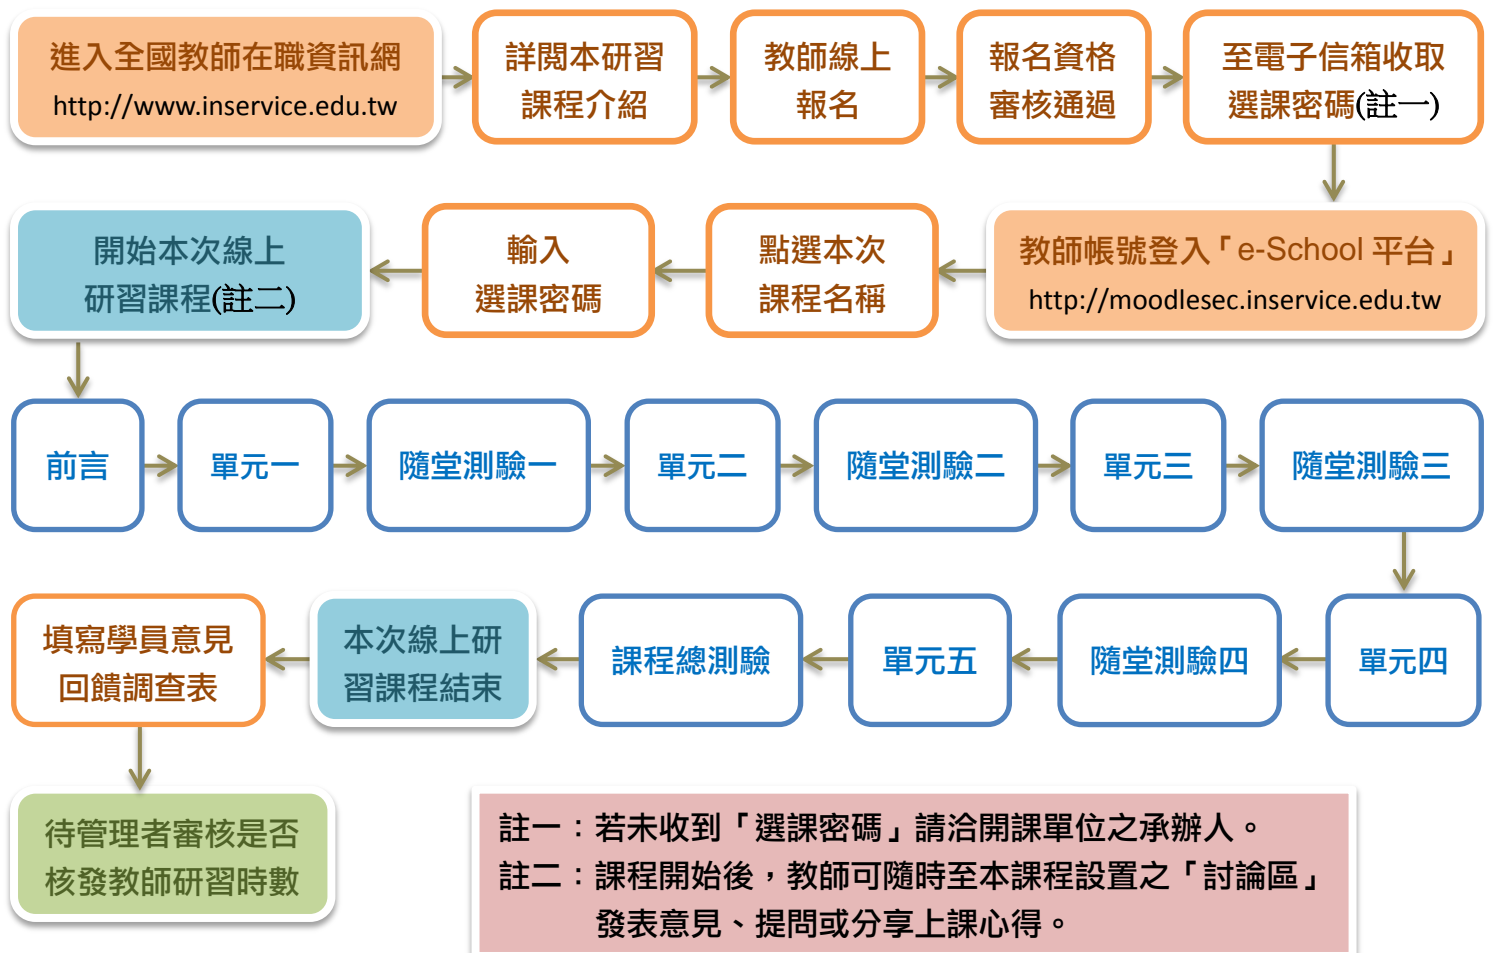 進入全國教師在職資訊網
http://www.inservice.edu.tw
詳閱本研習
課程介紹
教師線上
報名
報名資格
審核通過
至電子信箱收取
選課密碼(註一)
教師帳號登入「e-School 平台」
http://moodlesec.inservice.edu.tw
點選本次
課程名稱
輸入
選課密碼
開始本次線上
研習課程(註二)
前言
單元一
隨堂測驗一
單元二
隨堂測驗二
單元三
隨堂測驗三
單元四
隨堂測驗四
單元五
課程總測驗
本次線上研
習課程結束
填寫學員意見
回饋調查表
待管理者審核是否
核發教師研習時數
註一：若未收到「選課密碼」請洽開課單位之承辦人。
註二：課程開始後，教師可隨時至本課程設置之「討論區」
發表意見、提問或分享上課心得。